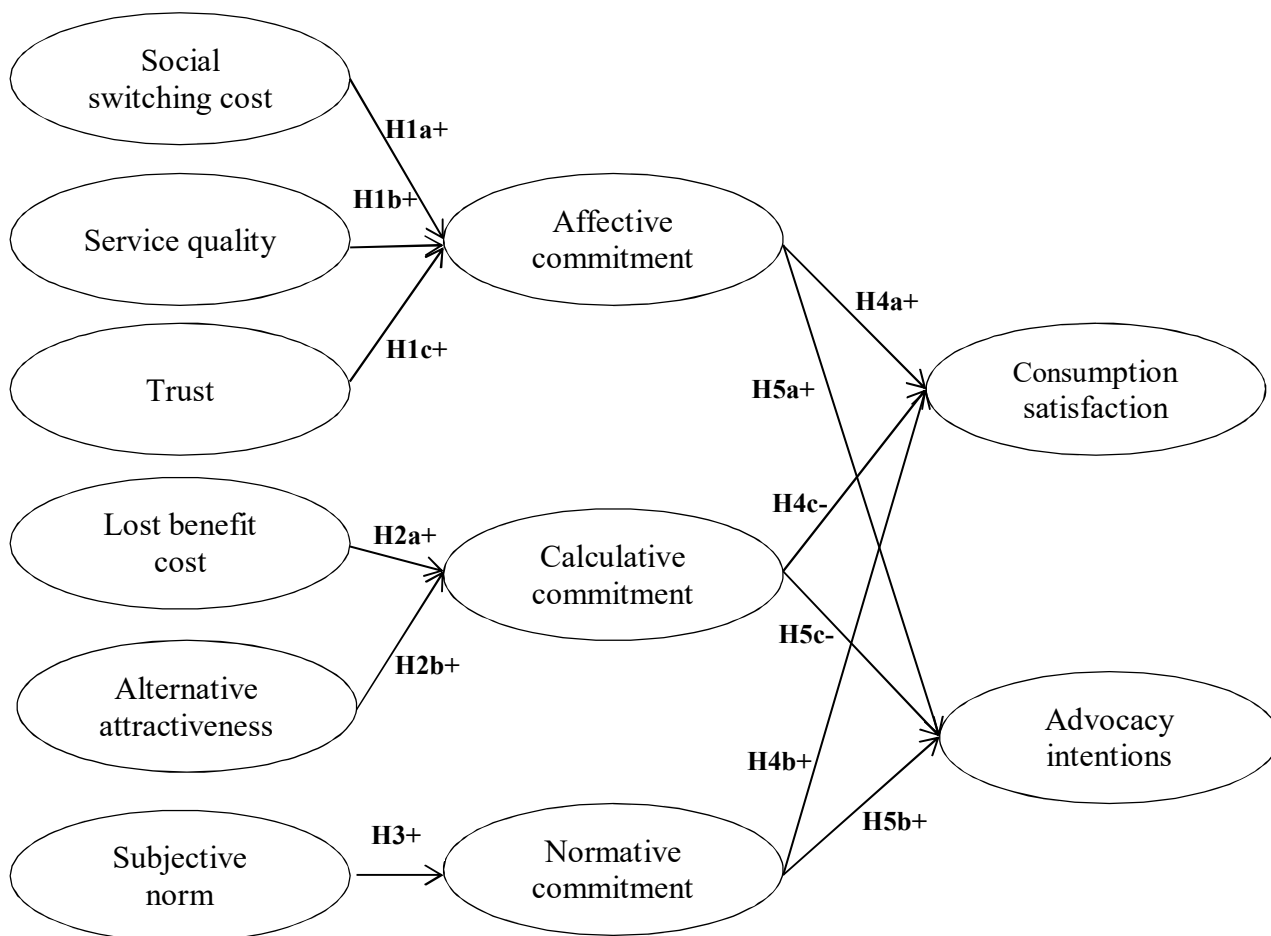 Social
switching cost
H1a+
H1b+
Service quality
Affective
commitment
H1c+
Trust
H4a+
H5a+
Consumption
satisfaction
Lost benefit
cost
H2a+
Calculative
commitment
H4c-
H5c-
H2b+
Alternative
attractiveness
Advocacy
intentions
H4b+
H5b+
Subjective
norm
H3+
Normative
commitment